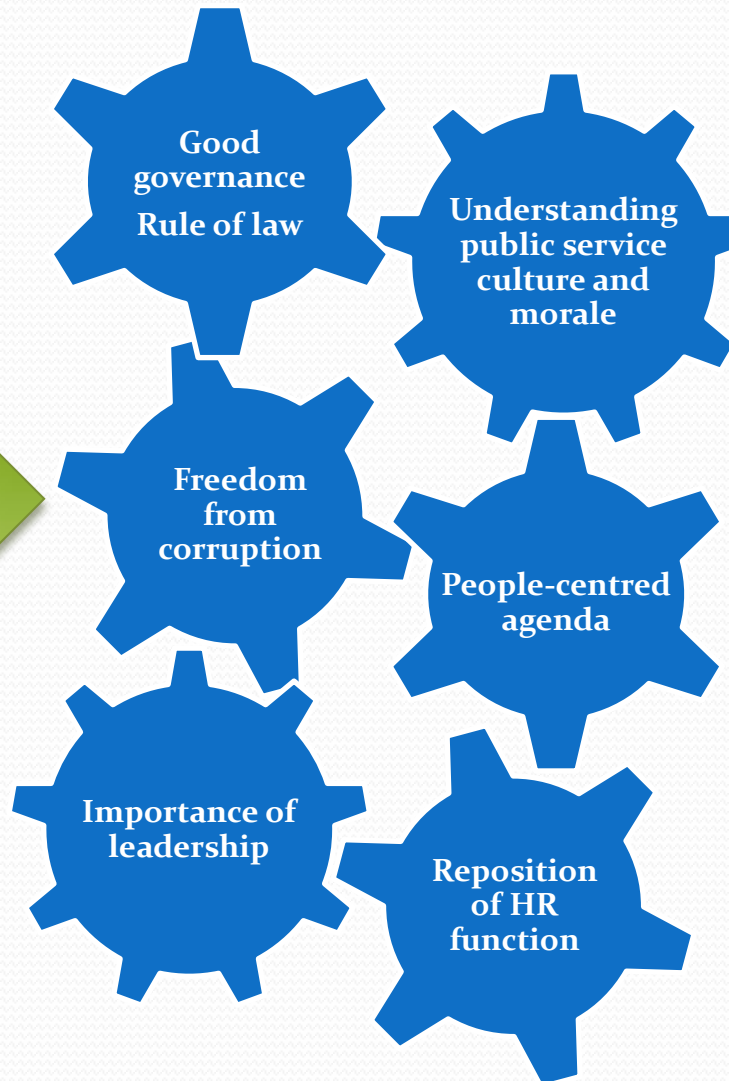 Good
governance
Rule of law
Understanding
public service
culture and
morale
Freedom
from
corruption
People-centred
agenda
Importance of
leadership
Reposition
of HR
function